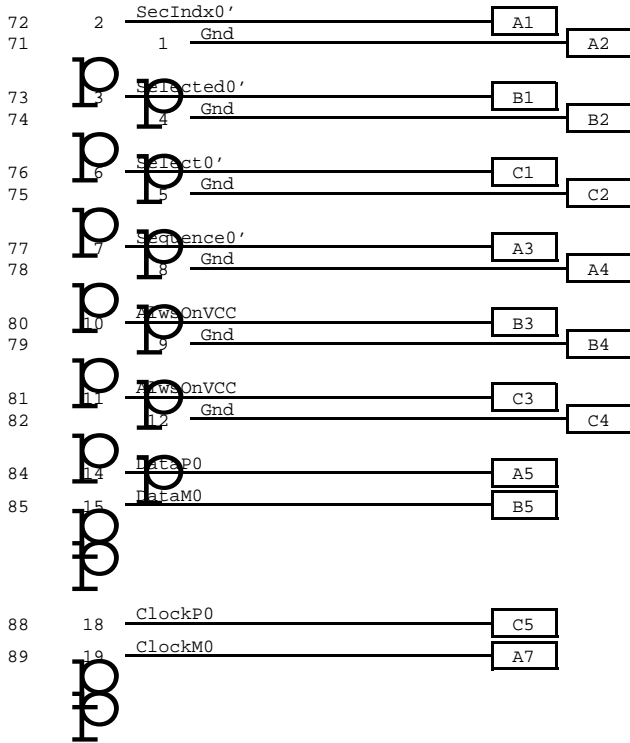 72 2 SecIndx0' A1
71 1 Gnd A2
73 3 Selected0' B1
74 4 Gnd B2
76 6 Select0' C1
75 5 Gnd C2
77 7 Sequence0' A3
78 8 Gnd A4
80 10 AlwsOnVCC B3
79 9 Gnd B4
81 11 AlwsOnVCC C3
82 12 Gnd C4
84 14 DataP0 A5
85 15 DataM0 B5
88 18 ClockP0 C5
89 19 ClockM0 A7
p p
p p
p p
p p
p p
p p
p
p
p
p